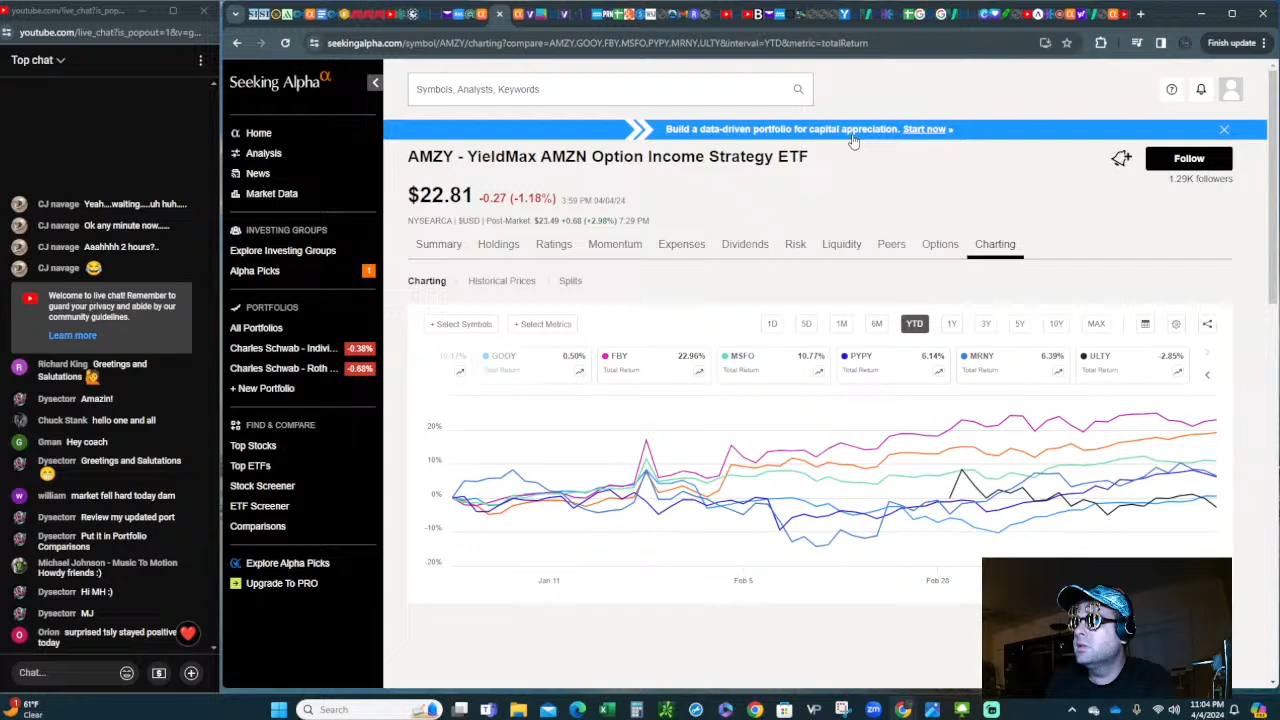 youtube.com/live_chat?is_pop...
youtube.com/live_chat?is_popout=1&v=g...
Top chat
CJ navage Yeah....waiting....uh huh.....
CJ navage Ok any minute now.....
CJ navage Aaahhhh 2 hours?..
CJ navage 😂
Welcome to live chat! Remember to
guard your privacy and abide by our
community guidelines.
Learn more
R Richard King Greetings and
Salutations 🙋
Dysectorr Amazin!
Chuck Stank hello one and all
G Gman Hey coach
Dysectorr Greetings and Salutations
😁
w william market fell hard today dam
Dysectorr Review my updated port
Dysectorr Put it in Portfolio
Comparisons
Michael Johnson - Music To Motion
Howdy friends :)
Dysectorr Hi MH :)
Dysectorr MJ
O Orion surprised tsly stayed positive
today
Chat...
seekingalpha.com/symbol/AMZY/charting?compare=AMZY,GOOY,FBY,MSFO,PYPY,MRNY,ULTY&interval=YTD&metric=totalReturn
Finish update
Seeking Alpha α
Home
Analysis
News
Market Data
INVESTING GROUPS
Explore Investing Groups
Alpha Picks 1
PORTFOLIOS
All Portfolios
Charles Schwab - Indivi... -0.38%
Charles Schwab - Roth ... -0.68%
+ New Portfolio
FIND & COMPARE
Top Stocks
Top ETFs
Stock Screener
ETF Screener
Comparisons
Explore Alpha Picks
Upgrade To PRO
Symbols, Analysts, Keywords
Build a data-driven portfolio for capital appreciation. Start now »
AMZY - YieldMax AMZN Option Income Strategy ETF
Follow
1.29K followers
$22.81 -0.27 (-1.18%) 3:59 PM 04/04/24
NYSEARCA | $USD | Post-Market: $23.49 +0.68 (+2.98%) 7:29 PM
Summary Holdings Ratings Momentum Expenses Dividends Risk Liquidity Peers Options Charting
Charting Historical Prices Splits
+ Select Symbols + Select Metrics 1D 5D 1M 6M YTD 1Y 3Y 5Y 10Y MAX
GOOY 0.50% FBY 22.96% MSFO 10.77% PYPY 6.14% MRNY 6.39% ULTY -2.85%
Total Return Total Return Total Return Total Return Total Return Total Return
20%
10%
0%
-10%
-20%
Jan 11 Feb 5 Feb 28
61°F
Search
11:04 PM
4/4/2024